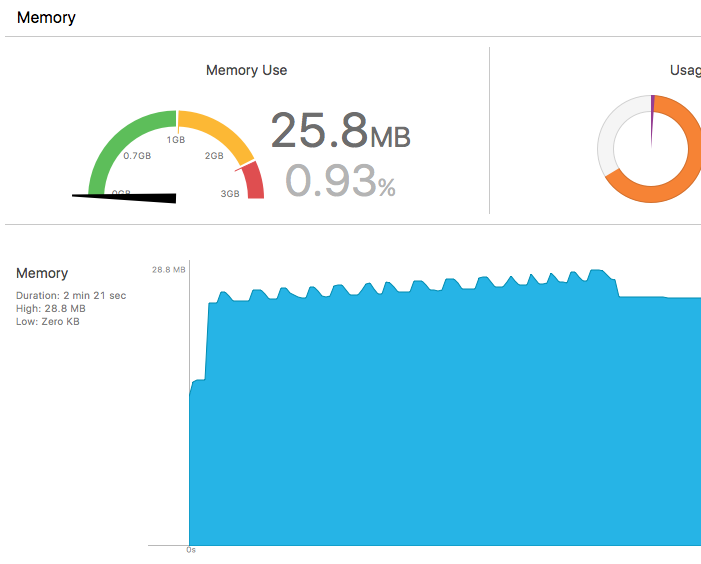 Memory
Memory Use
Usag
25.8MB
0.93%
0GB
0.7GB
1GB
2GB
3GB
Memory
Duration: 2 min 21 sec
High: 28.8 MB
Low: Zero KB
28.8 MB
0s